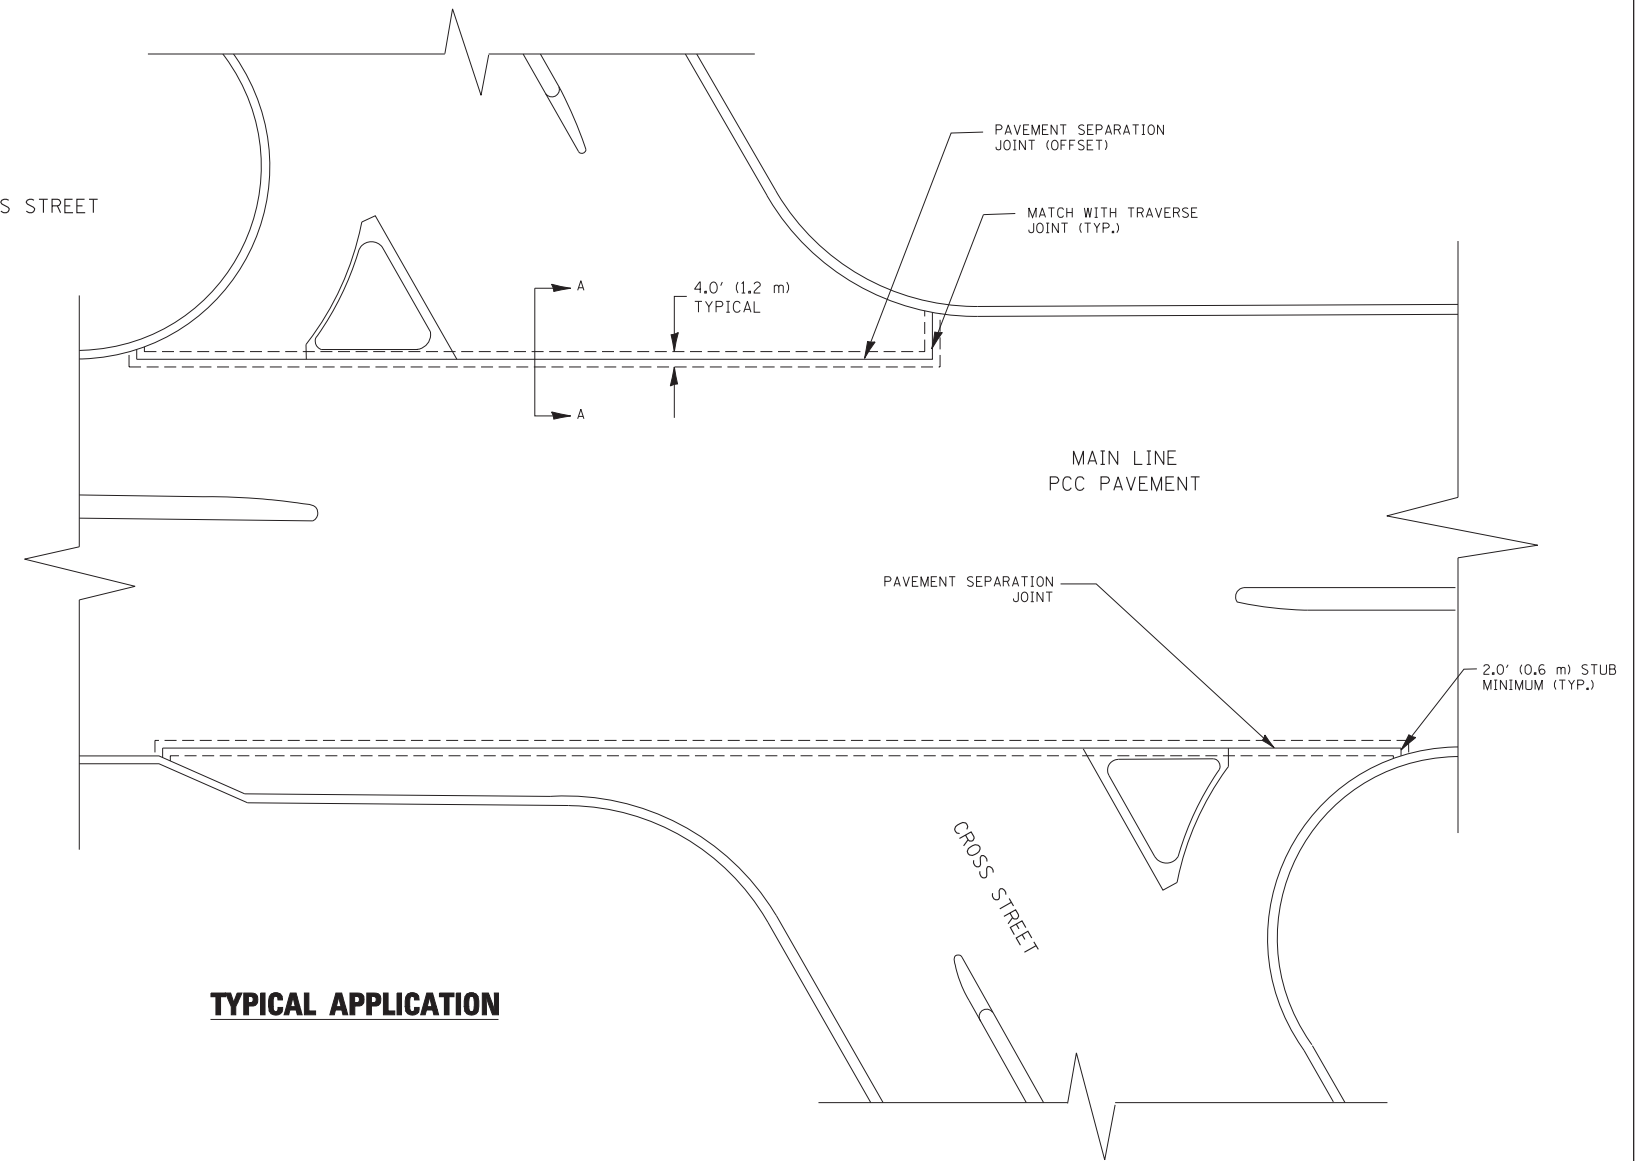 PAVEMENT SEPARATION
JOINT (OFFSET)
S STREET
MATCH WITH TRAVERSE
JOINT (TYP.)
A
4.0' (1.2 m)
TYPICAL
A
MAIN LINE
PCC PAVEMENT
PAVEMENT SEPARATION
JOINT
2.0' (0.6 m) STUB
MINIMUM (TYP.)
CROSS STREET
TYPICAL APPLICATION